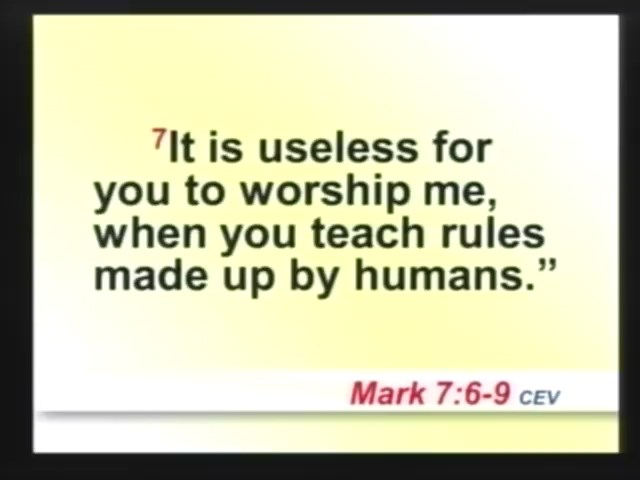 ⁷It is useless for
you to worship me,
when you teach rules
made up by humans.”
Mark 7:6-9 CEV